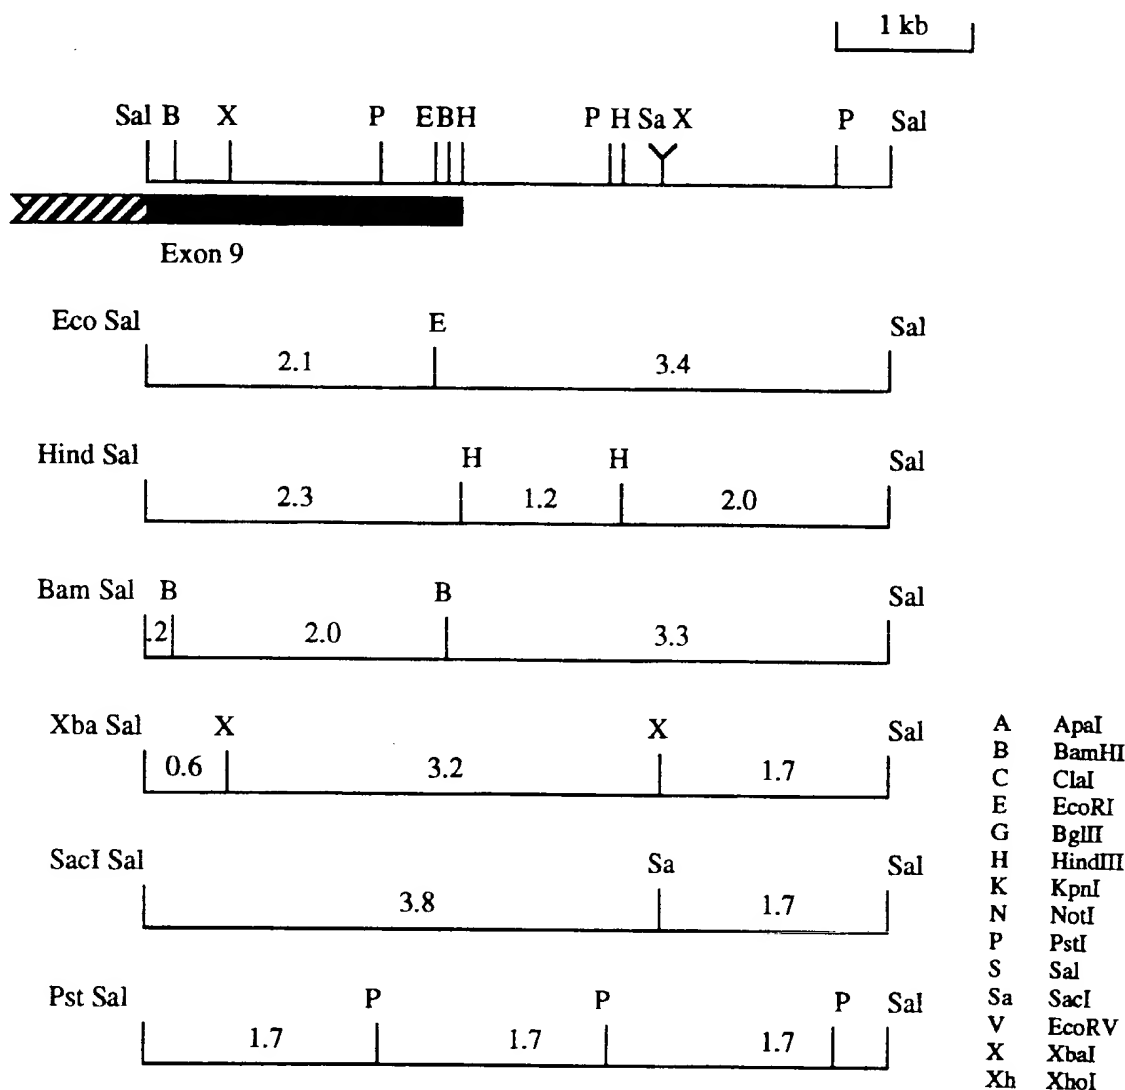 1 kb
Sal B X P E B H P H Sa X P Sal
Exon 9
Eco Sal E Sal
2.1 3.4
Hind Sal H H Sal
2.3 1.2 2.0
Bam Sal B B Sal
.2 2.0 3.3
Xba Sal X X Sal
0.6 3.2 1.7
SacI Sal Sa Sal
3.8 1.7
Pst Sal P P P Sal
1.7 1.7 1.7
A ApaI
B BamHI
C ClaI
E EcoRI
G BglII
H HindIII
K KpnI
N NotI
P PstI
S Sal
Sa SacI
V EcoRV
X XbaI
Xh XhoI